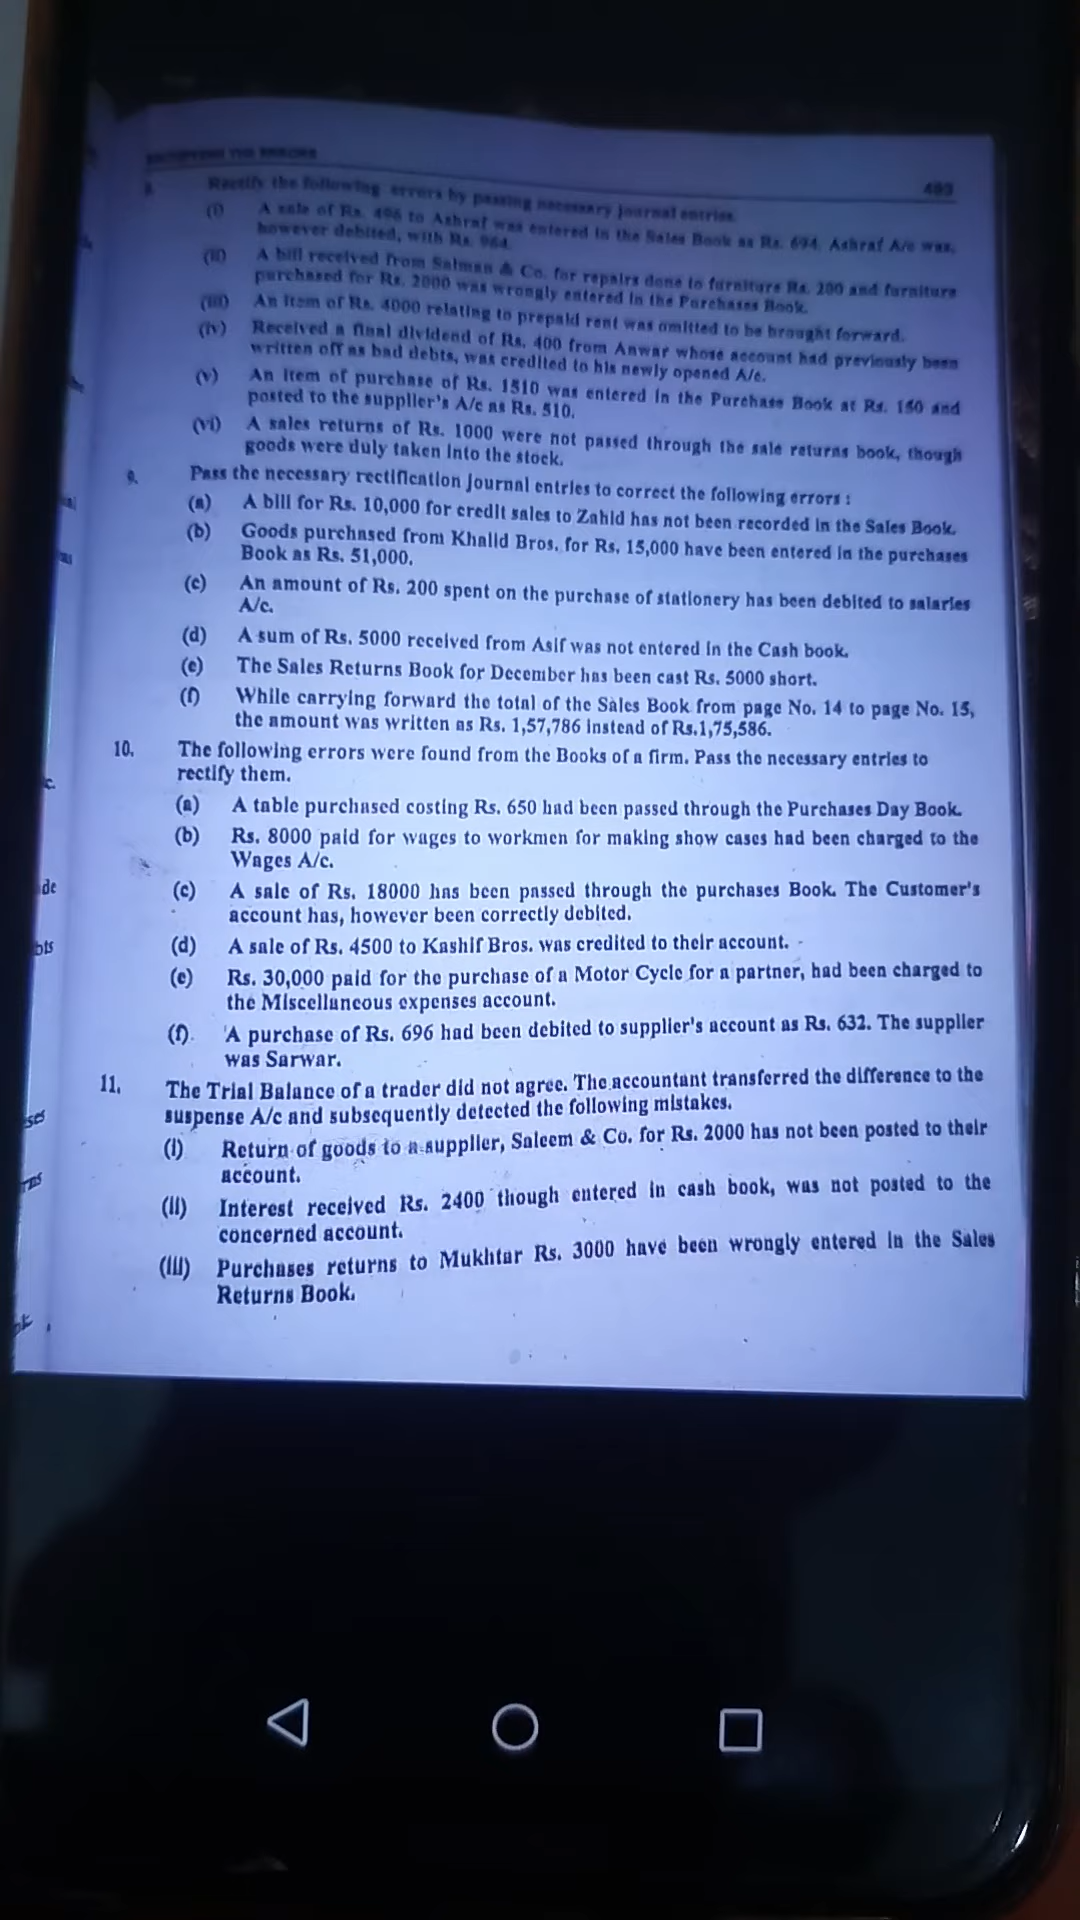 RECTIFYING THE ERRORS 493
8. Rectify the following errors by passing necessary journal entries.
(i) A sale of Rs. 496 to Ashraf was entered in the Sales Book as Rs. 694. Ashraf A/c was,
however debited, with Rs. 964.
(ii) A bill received from Salman & Co. for repairs done to furniture Rs. 200 and furniture
purchased for Rs. 2000 was wrongly entered in the Purchases Book.
(iii) An item of Rs. 4000 relating to prepaid rent was omitted to be brought forward.
(iv) Received a final dividend of Rs. 400 from Anwar whose account had previously been
written off as bad debts, was credited to his newly opened A/c.
(v) An item of purchase of Rs. 1510 was entered in the Purchase Book at Rs. 150 and
posted to the supplier's A/c as Rs. 510.
(vi) A sales returns of Rs. 1000 were not passed through the sale returns book, though
goods were duly taken into the stock.
9. Pass the necessary rectification journal entries to correct the following errors :
(a) A bill for Rs. 10,000 for credit sales to Zahid has not been recorded in the Sales Book.
(b) Goods purchased from Khalid Bros. for Rs. 15,000 have been entered in the purchases
Book as Rs. 51,000.
(c) An amount of Rs. 200 spent on the purchase of stationery has been debited to salaries
A/c.
(d) A sum of Rs. 5000 received from Asif was not entered in the Cash book.
(e) The Sales Returns Book for December has been cast Rs. 5000 short.
(f) While carrying forward the total of the Sales Book from page No. 14 to page No. 15,
the amount was written as Rs. 1,57,786 instead of Rs.1,75,586.
10. The following errors were found from the Books of a firm. Pass the necessary entries to
rectify them.
(a) A table purchased costing Rs. 650 had been passed through the Purchases Day Book.
(b) Rs. 8000 paid for wages to workmen for making show cases had been charged to the
Wages A/c.
(c) A sale of Rs. 18000 has been passed through the purchases Book. The Customer's
account has, however been correctly debited.
(d) A sale of Rs. 4500 to Kashif Bros. was credited to their account.
(e) Rs. 30,000 paid for the purchase of a Motor Cycle for a partner, had been charged to
the Miscellaneous expenses account.
(f). A purchase of Rs. 696 had been debited to supplier's account as Rs. 632. The supplier
was Sarwar.
11. The Trial Balance of a trader did not agree. The accountant transferred the difference to the
suspense A/c and subsequently detected the following mistakes.
(i) Return of goods to a supplier, Saleem & Co. for Rs. 2000 has not been posted to their
account.
(ii) Interest received Rs. 2400 though entered in cash book, was not posted to the
concerned account.
(iii) Purchases returns to Mukhtar Rs. 3000 have been wrongly entered in the Sales
Returns Book.